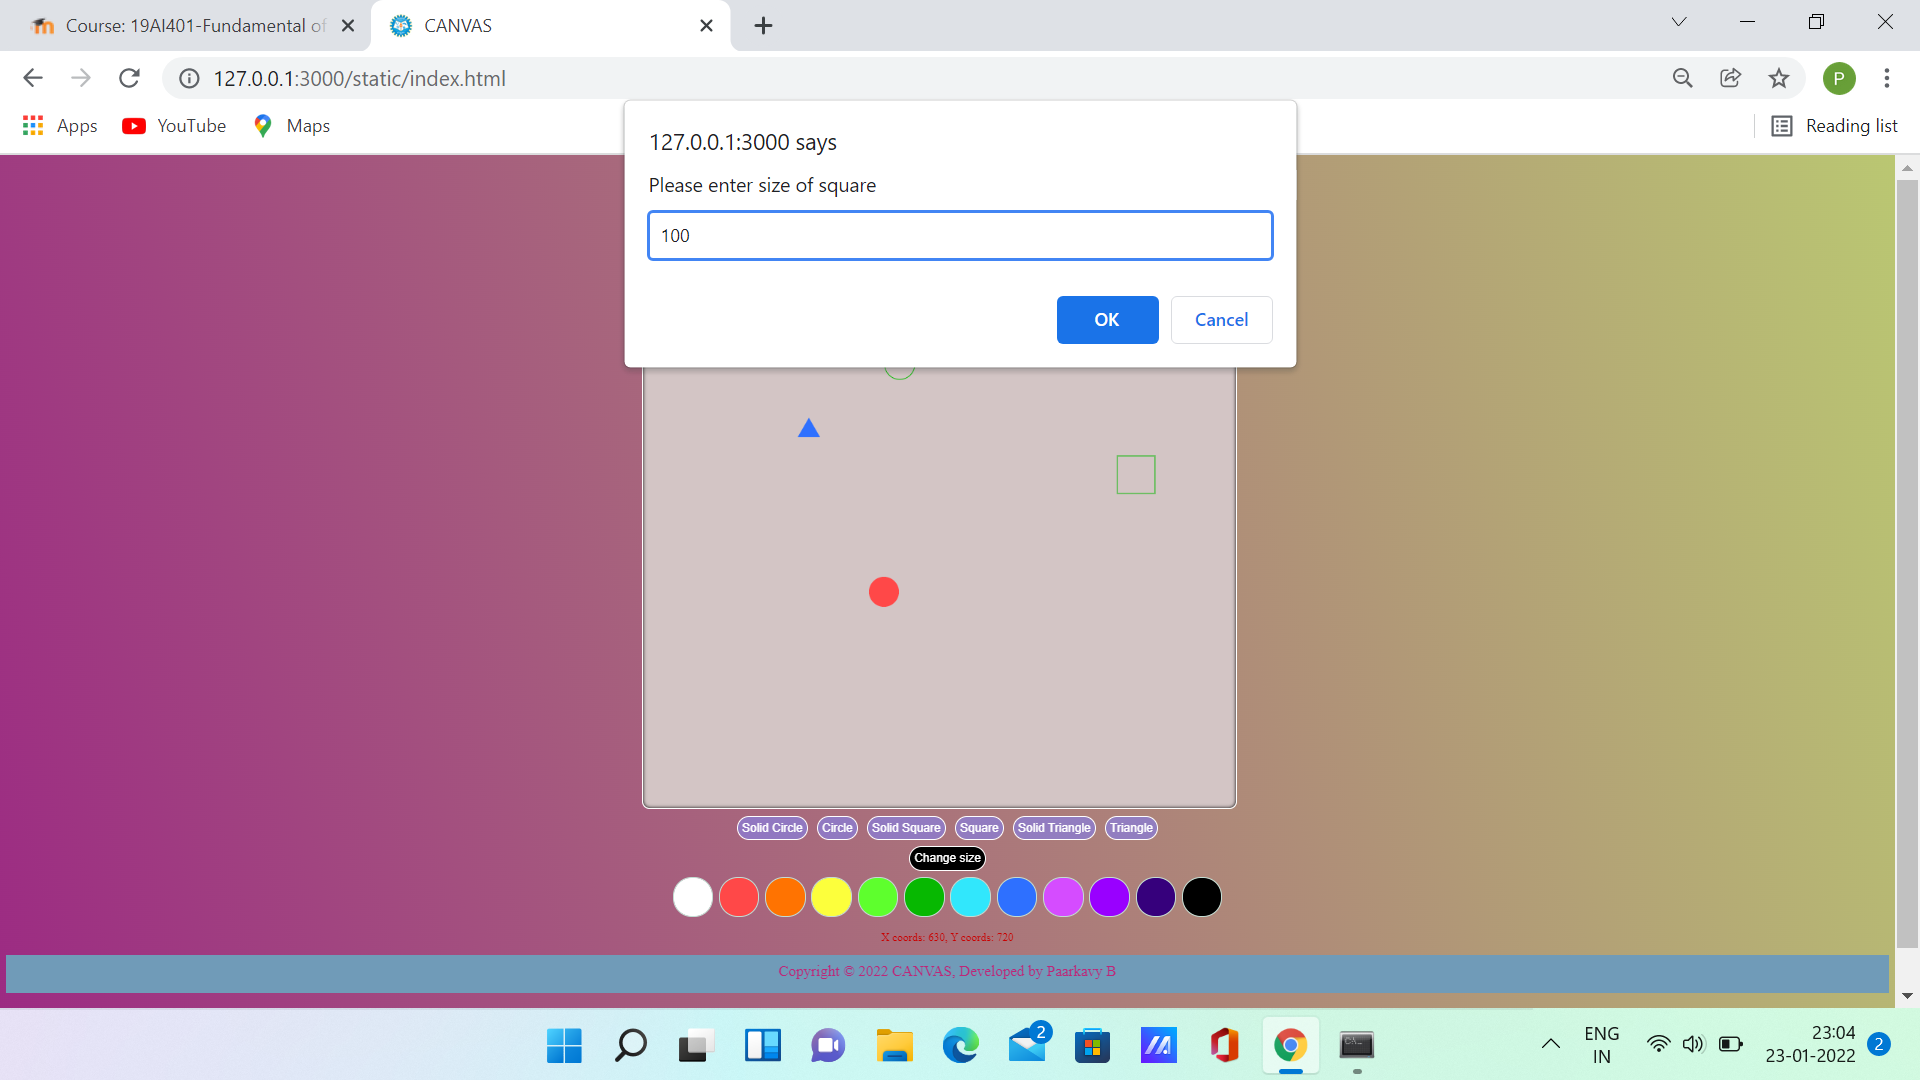 Course: 19AI401-Fundamental of
CANVAS
127.0.0.1:3000/static/index.html
P
Apps
YouTube
Maps
Reading list
127.0.0.1:3000 says
Please enter size of square
100
OK
Cancel
Solid Circle
Circle
Solid Square
Square
Solid Triangle
Triangle
Change size
X coords: 630, Y coords: 720
Copyright © 2022 CANVAS, Developed by Paarkavy B
2
ENG
IN
23:04
23-01-2022
2